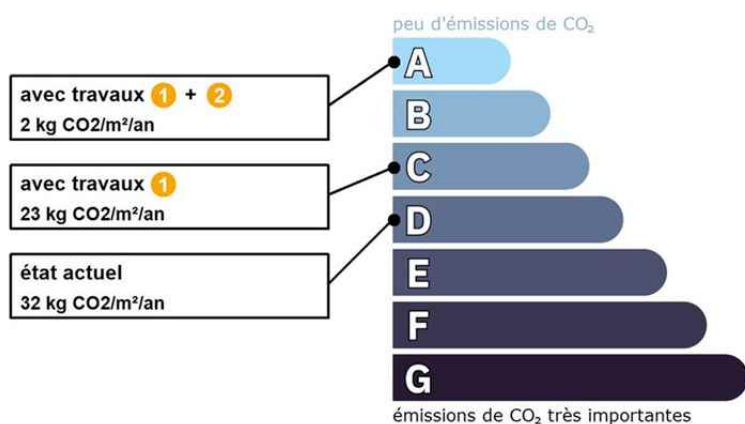 peu d'émissions de CO₂
A
avec travaux 1 + 2
2 kg CO2/m²/an
B
C
avec travaux 1
23 kg CO2/m²/an
D
état actuel
32 kg CO2/m²/an
E
F
G
émissions de CO₂ très importantes